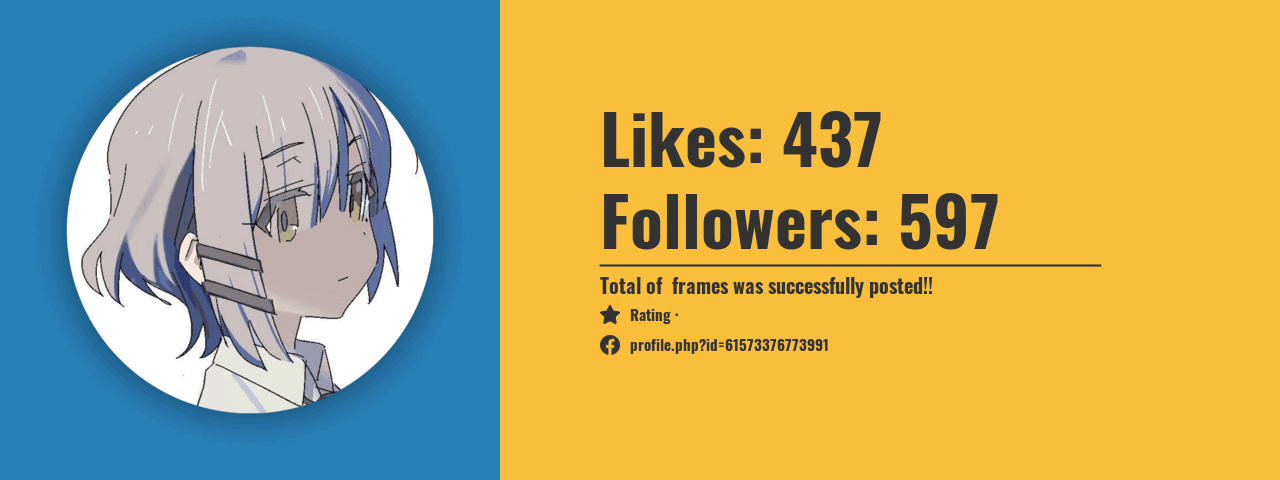 Likes: 437
Followers: 597
Total of  frames was successfully posted!!
Rating ·
profile.php?id=61573376773991